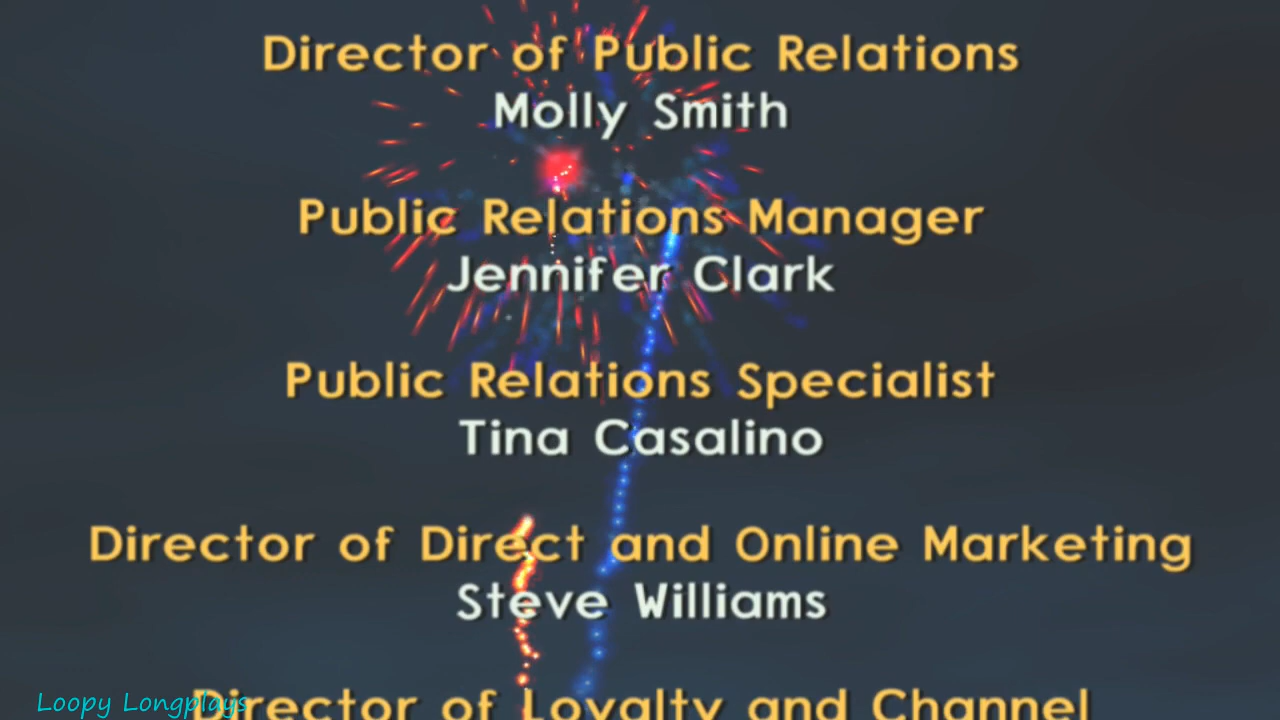 Director of Public Relations
Molly Smith
Public Relations Manager
Jennifer Clark
Public Relations Specialist
Tina Casalino
Director of Direct and Online Marketing
Steve Williams
Director of Loyalty and Channel
Loopy Longplays